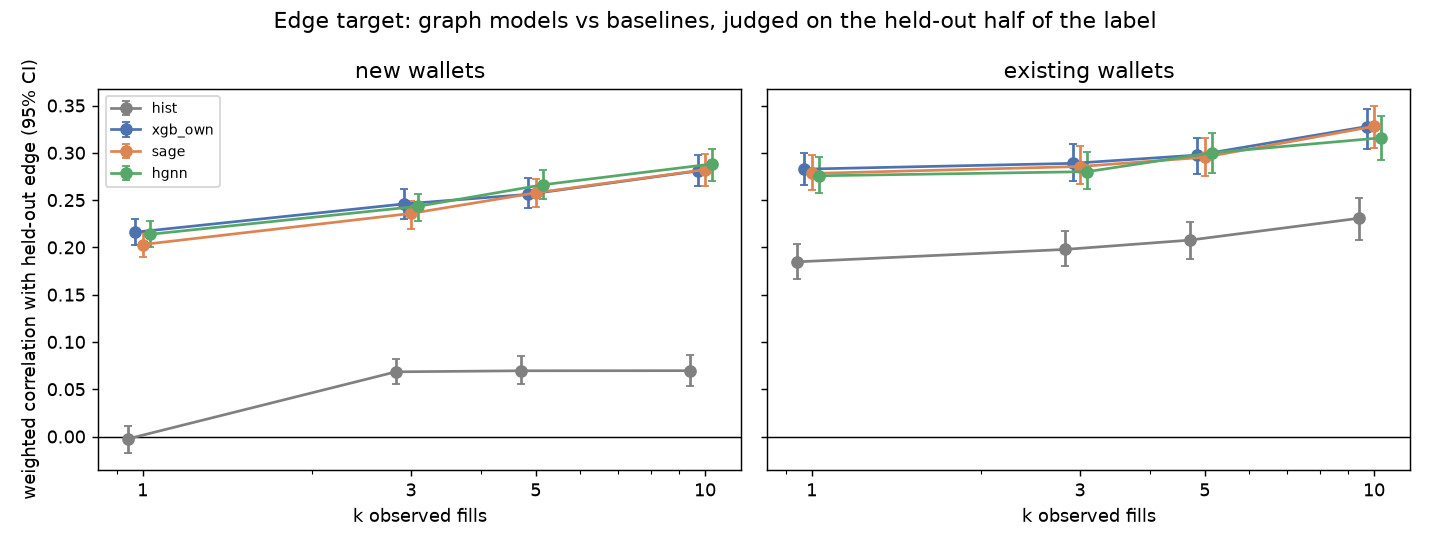 Edge target: graph models vs baselines, judged on the held-out half of the label
new wallets
existing wallets
weighted correlation with held-out edge (95% CI)
0.35
0.30
0.25
0.20
0.15
0.10
0.05
0.00
hist
xgb_own
sage
hgnn
1
3
5
10
1
3
5
10
k observed fills
k observed fills